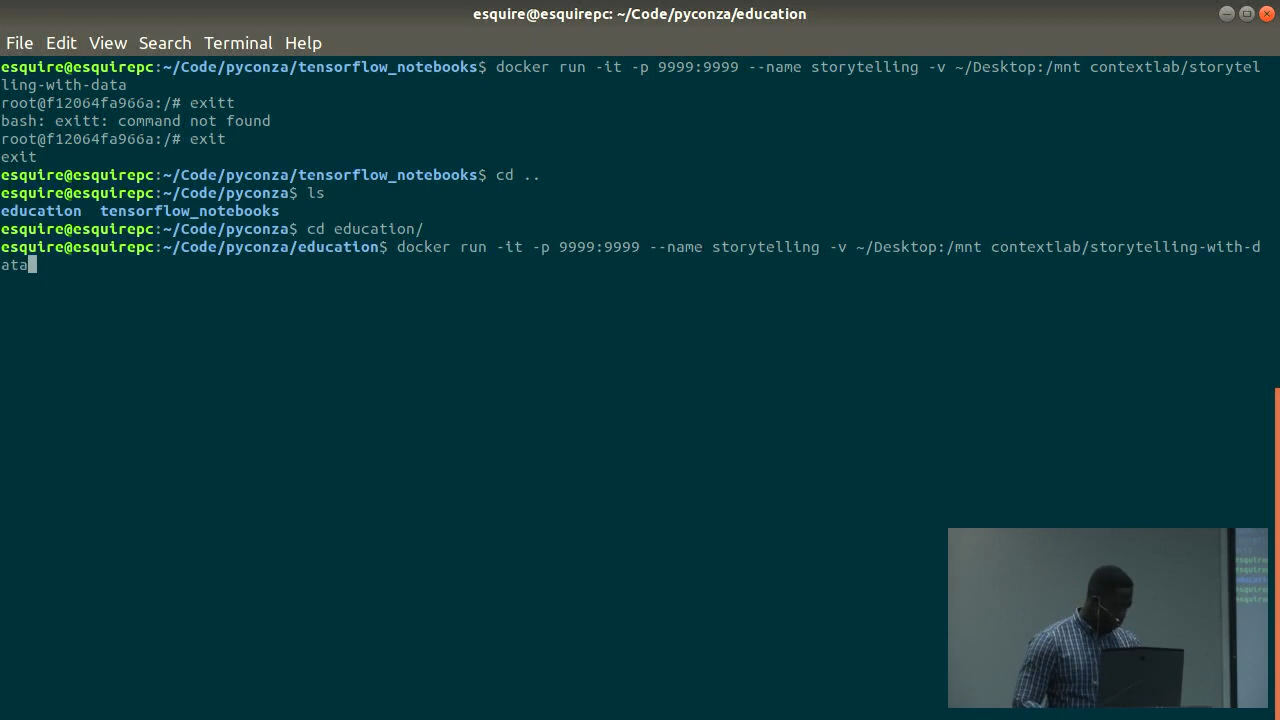 esquire@esquirepc: ~/Code/pyconza/education
File Edit View Search Terminal Help
esquire@esquirepc:~/Code/pyconza/tensorflow_notebooks$ docker run -it -p 9999:9999 --name storytelling -v ~/Desktop:/mnt contextlab/storytel
ling-with-data
root@f12064fa966a:/# exitt
bash: exitt: command not found
root@f12064fa966a:/# exit
exit
esquire@esquirepc:~/Code/pyconza/tensorflow_notebooks$ cd ..
esquire@esquirepc:~/Code/pyconza$ ls
education  tensorflow_notebooks
esquire@esquirepc:~/Code/pyconza$ cd education/
esquire@esquirepc:~/Code/pyconza/education$ docker run -it -p 9999:9999 --name storytelling -v ~/Desktop:/mnt contextlab/storytelling-with-d
ata